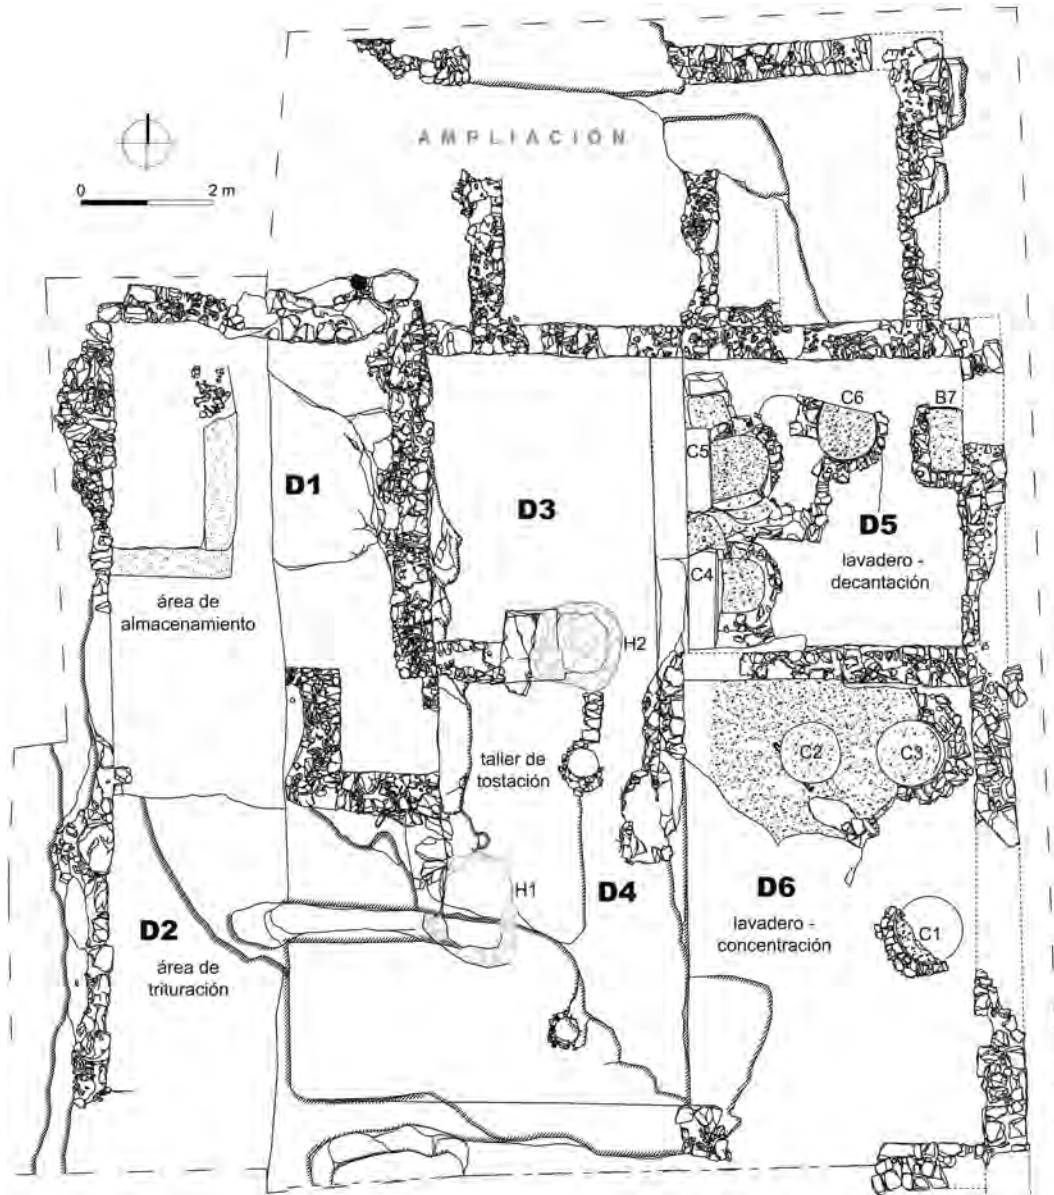 AMPLIACIÓN
0 2 m
C6
B7
C5
D1
D3
D5
lavadero -
decantación
C4
área de
almacenamiento
H2
C2
C3
taller de
tostación
H1
D4
D6
lavadero -
concentración
C1
D2
área de
trituración